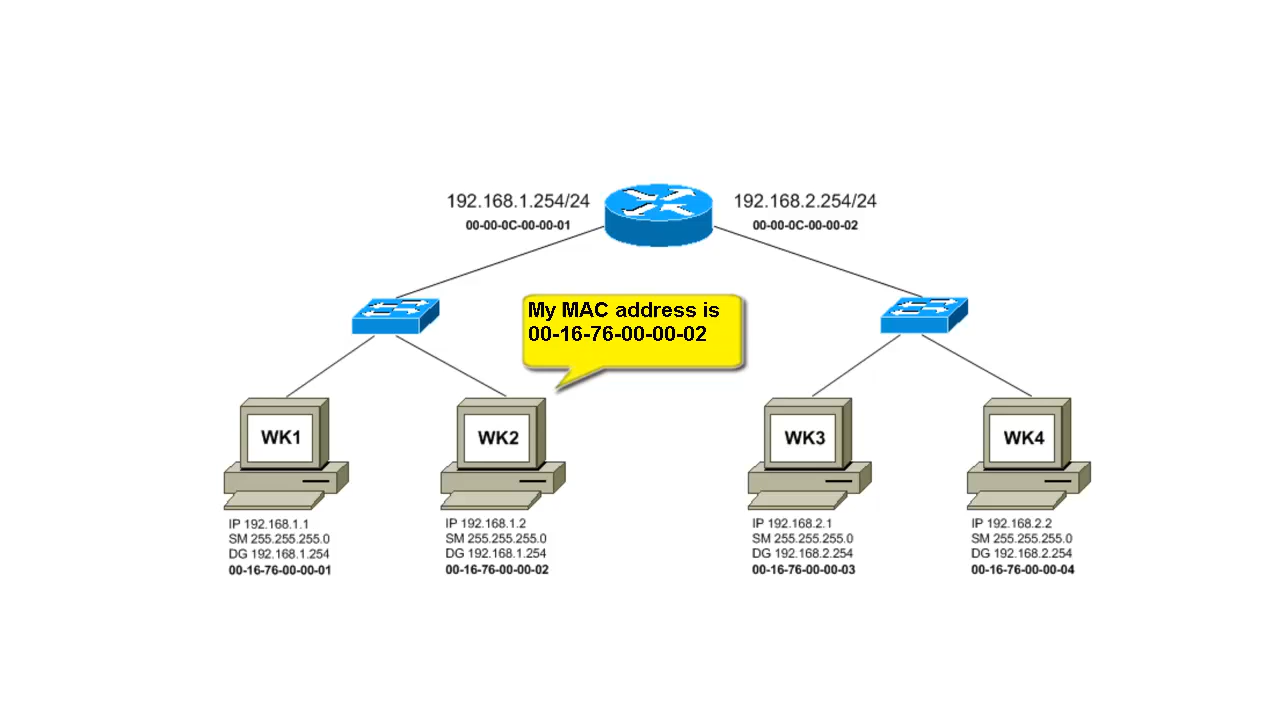 192.168.1.254/24
00-00-0C-00-00-01
192.168.2.254/24
00-00-0C-00-00-02
My MAC address is
00-16-76-00-00-02
WK1
WK2
WK3
WK4
IP 192.168.1.1
SM 255.255.255.0
DG 192.168.1.254
00-16-76-00-00-01
IP 192.168.1.2
SM 255.255.255.0
DG 192.168.1.254
00-16-76-00-00-02
IP 192.168.2.1
SM 255.255.255.0
DG 192.168.2.254
00-16-76-00-00-03
IP 192.168.2.2
SM 255.255.255.0
DG 192.168.2.254
00-16-76-00-00-04